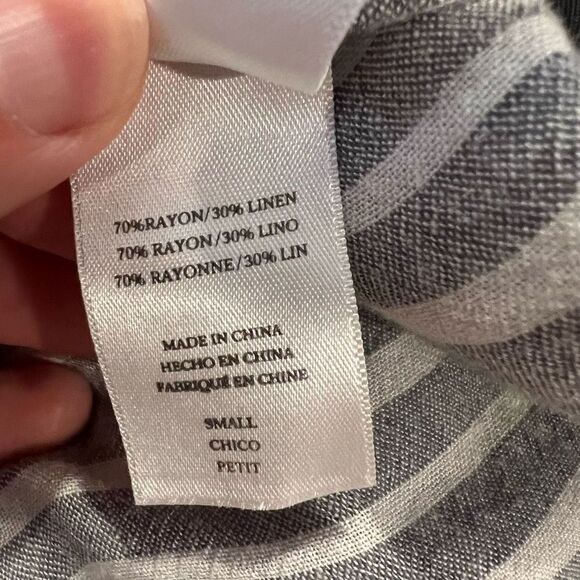 70%RAYON/30% LINEN
70% RAYON/30% LINO
70% RAYONNE/30% LIN
MADE IN CHINA
HECHO EN CHINA
FABRIQUÉ EN CHINE
SMALL
CHICO
PETIT